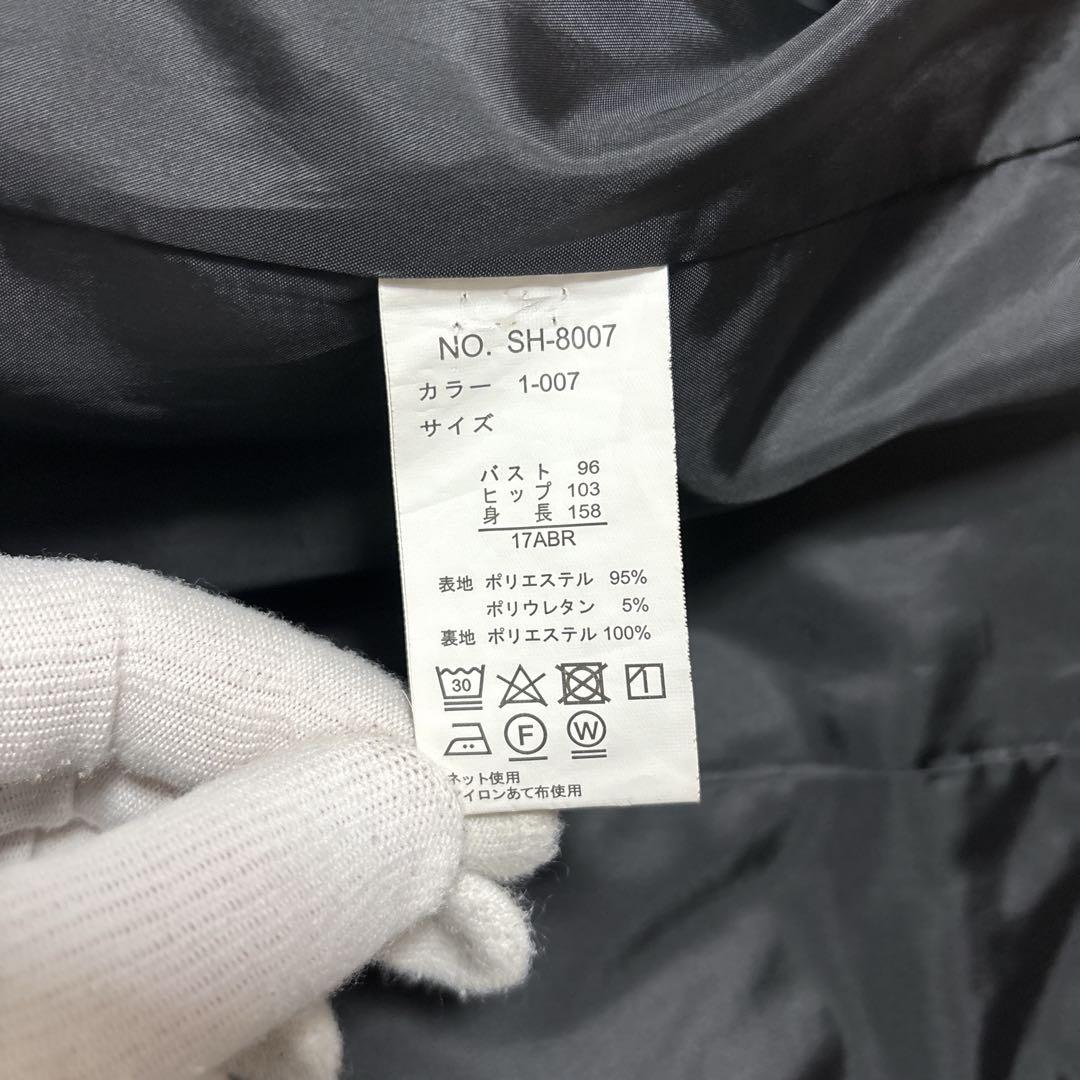 NO. SH-8007
カラー 1-007
サイズ
バスト 96
ヒップ 103
身長 158
17ABR
表地 ポリエステル 95%
ポリウレタン 5%
裏地 ポリエステル 100%
30
F W
ネット使用
イロンあて布使用